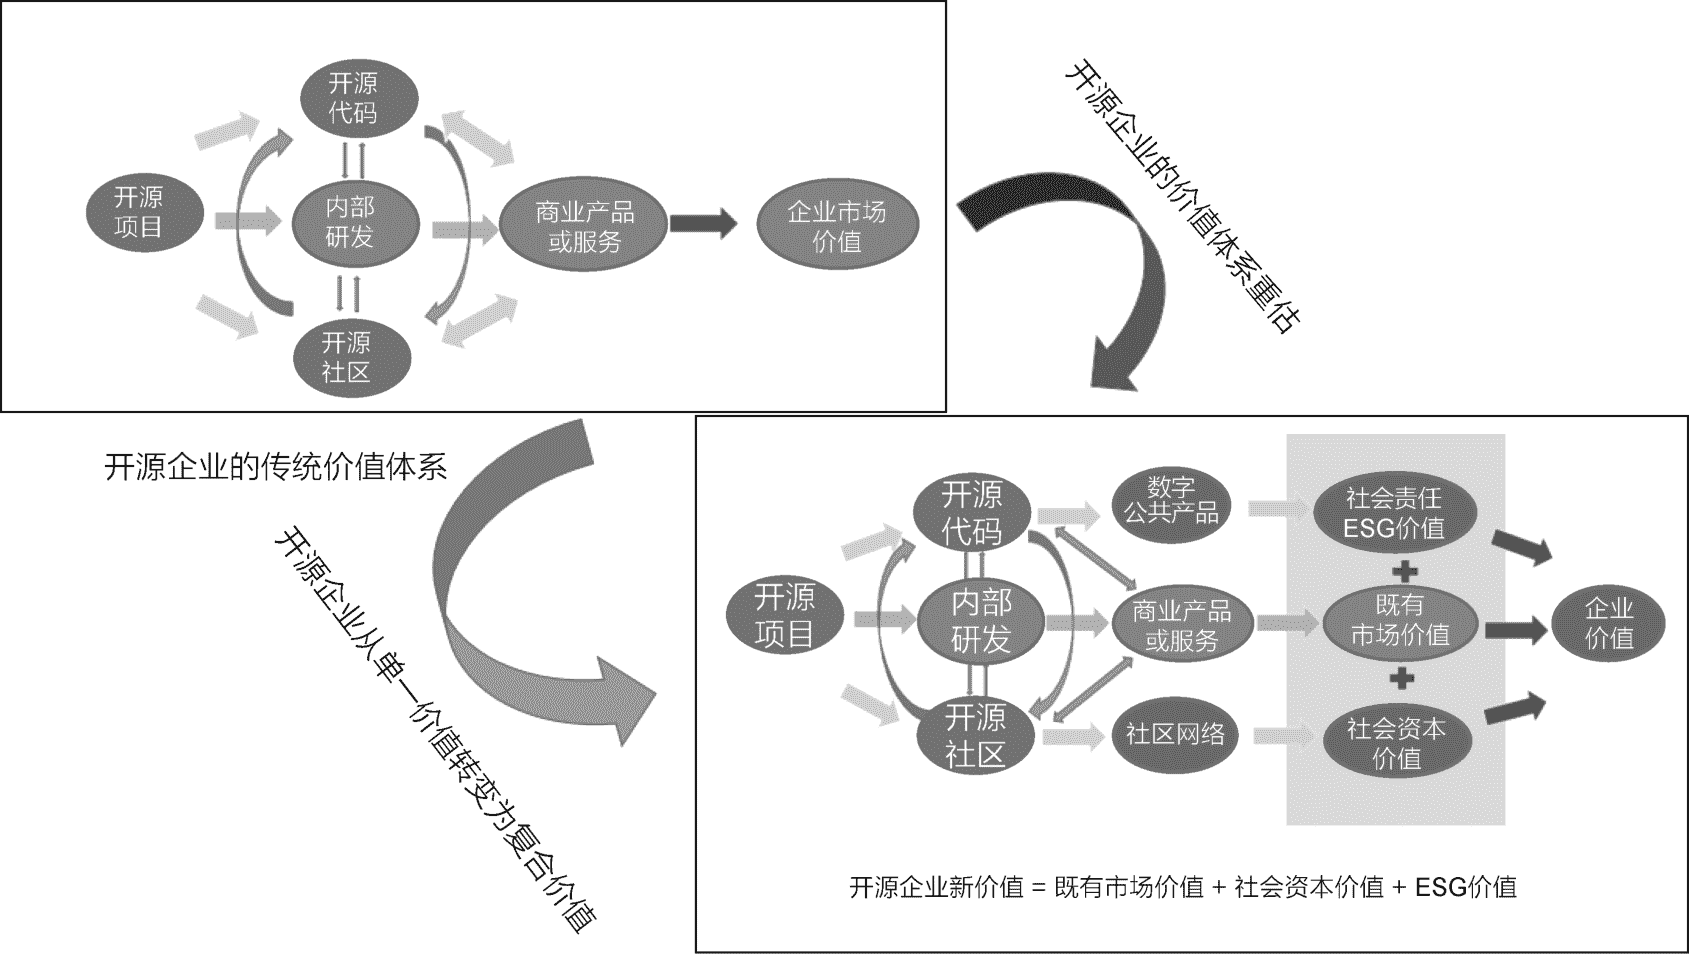 开源
代码
开源
项目
内部
研发
商业产品
或服务
企业市场
价值
开源
社区
开源企业的价值体系重估
开源企业的传统价值体系
开源企业从单一价值转变为复合价值
开源
代码
数字
公共产品
社会责任
ESG价值
开源
项目
内部
研发
商业产品
或服务
既有
市场价值
企业
价值
开源
社区
社区网络
社会资本
价值
开源企业新价值 = 既有市场价值 + 社会资本价值 + ESG价值